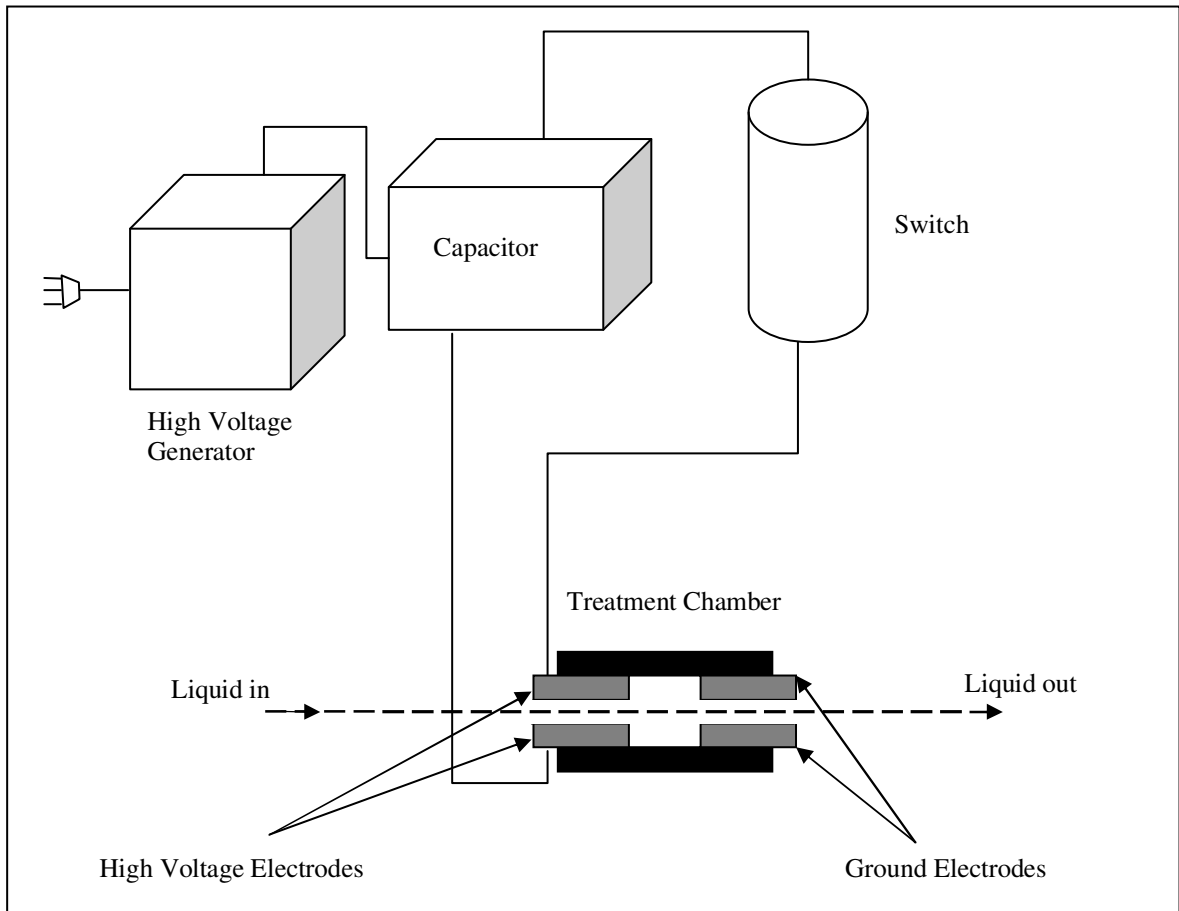 Capacitor
Switch
High Voltage
Generator
Treatment Chamber
Liquid in
Liquid out
High Voltage Electrodes
Ground Electrodes